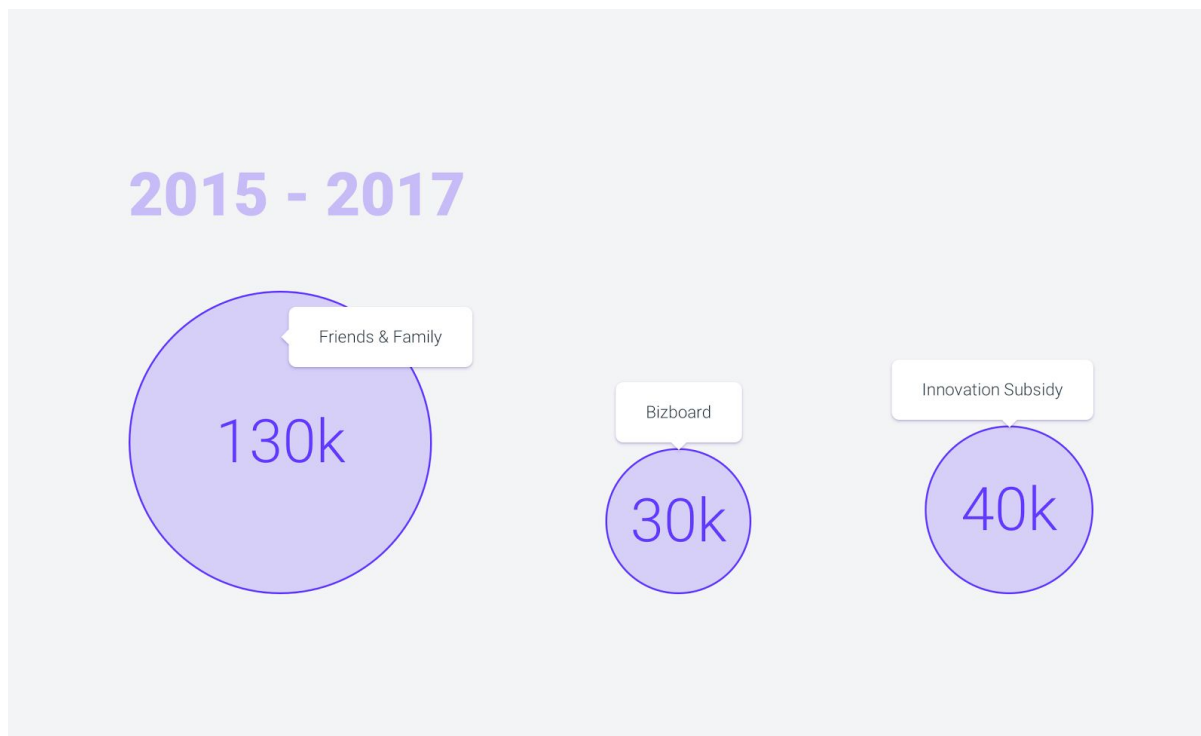 2015 - 2017
Friends & Family
130k
Bizboard
30k
Innovation Subsidy
40k